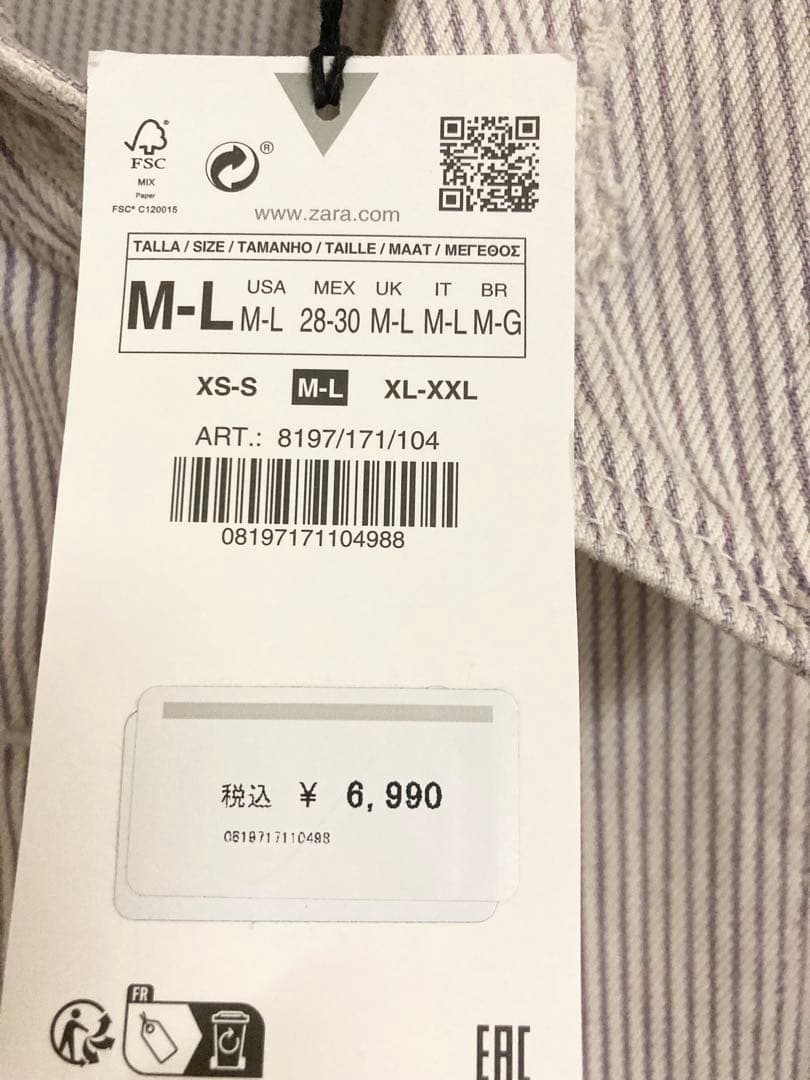 FSC
MIX
Paper
FSC® C120015
®
www.zara.com
TALLA / SIZE / TAMANHO / TAILLE / MAAT / ΜΕΓΕΘΟΣ
M-L
USA MEX UK IT BR
M-L 28-30 M-L M-L M-G
XS-S M-L XL-XXL
ART.: 8197/171/104
08197171104988
税込 ¥ 6,990
0819717110498
FR
EAC